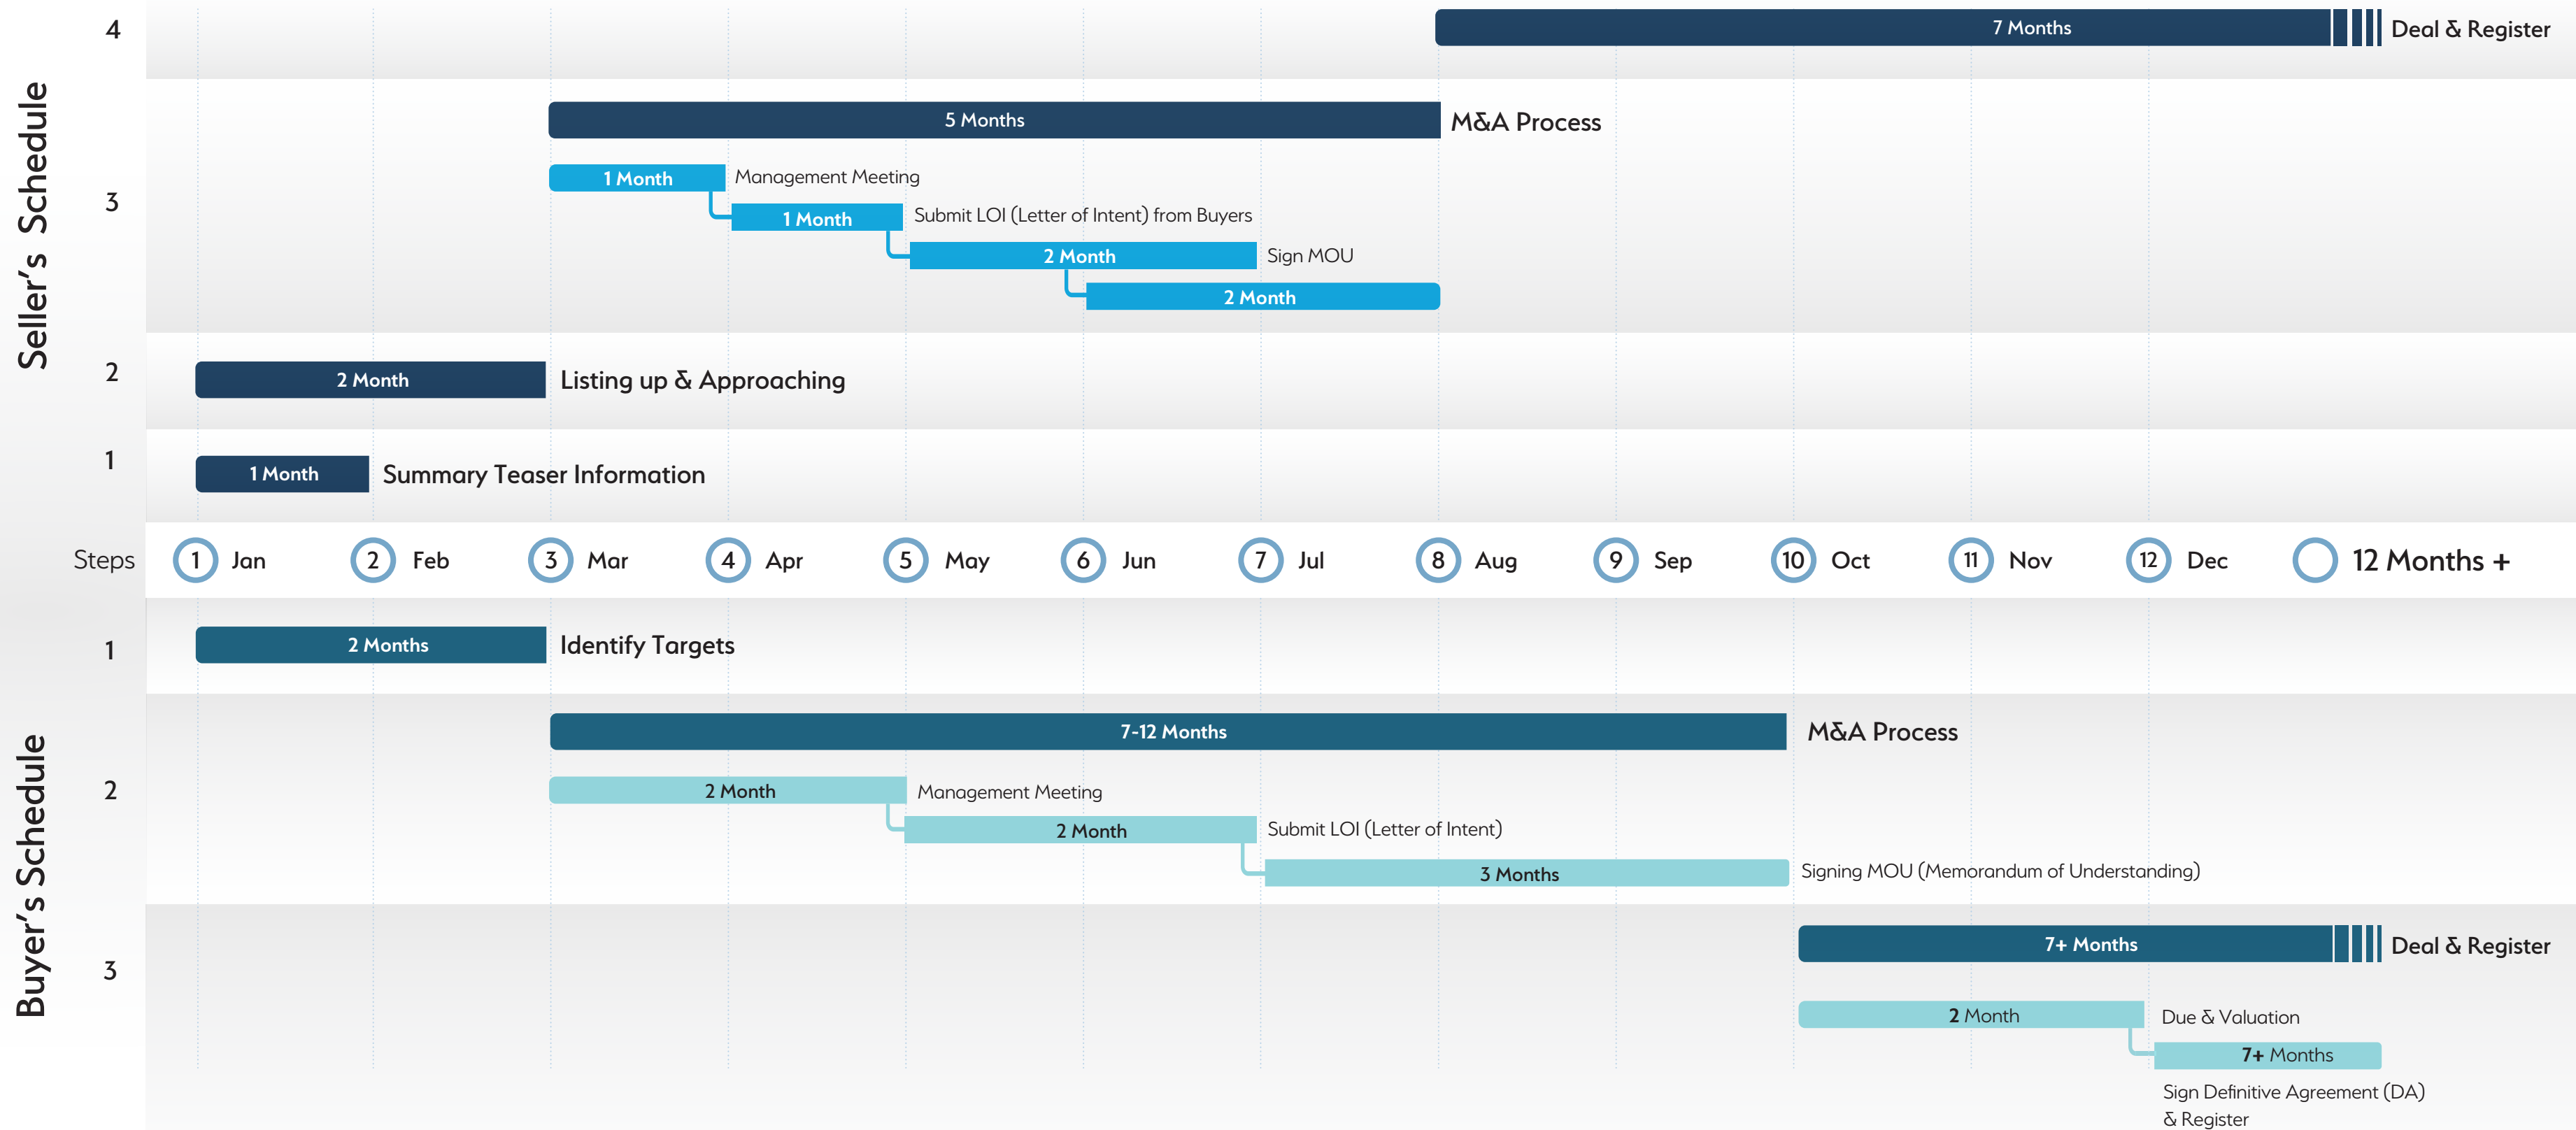 Seller's Schedule
4
7 Months
Deal & Register
5 Months
M&A Process
3
1 Month
Management Meeting
1 Month
Submit LOI (Letter of Intent) from Buyers
2 Month
Sign MOU
2 Month
2
2 Month
Listing up & Approaching
1
1 Month
Summary Teaser Information
Steps
1 Jan
2 Feb
3 Mar
4 Apr
5 May
6 Jun
7 Jul
8 Aug
9 Sep
10 Oct
11 Nov
12 Dec
12 Months +
Buyer's Schedule
1
2 Months
Identify Targets
2
7-12 Months
M&A Process
2 Month
Management Meeting
2 Month
Submit LOI (Letter of Intent)
3 Months
Signing MOU (Memorandum of Understanding)
3
7+ Months
Deal & Register
2 Month
Due & Valuation
7+ Months
Sign Definitive Agreement (DA)
& Register